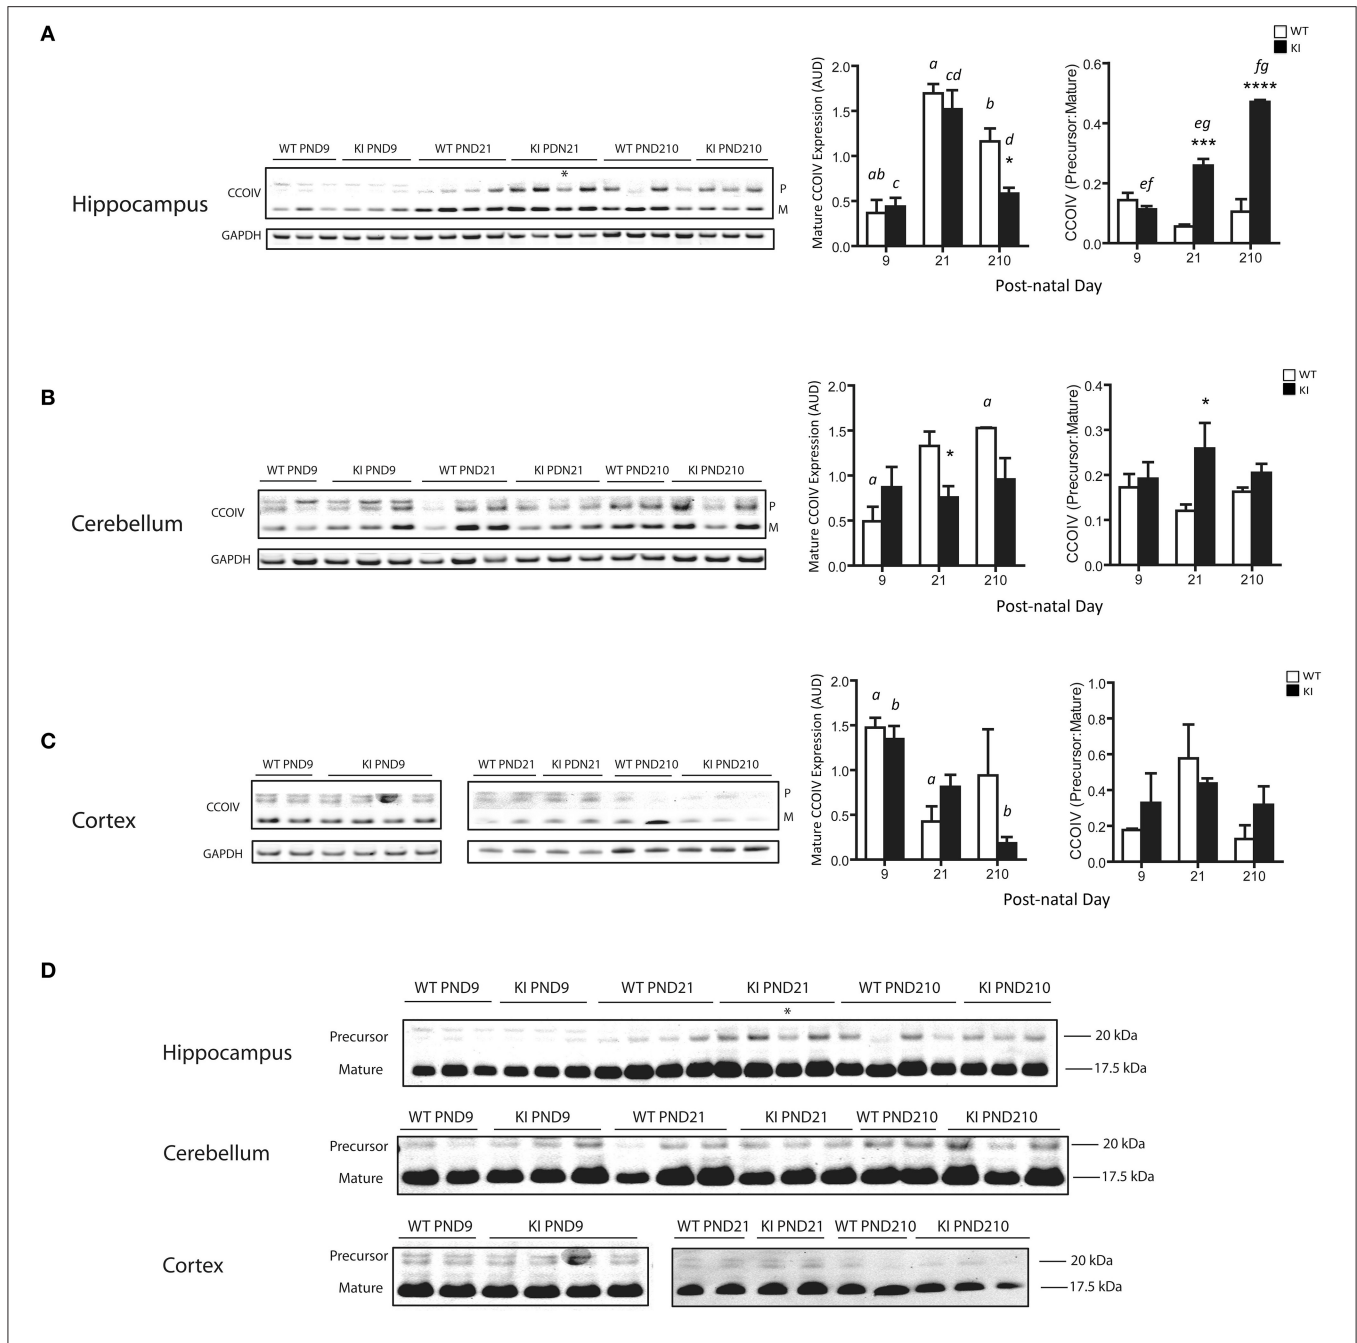 A
WT
KI
Mature CCOIV Expression (AUD)
2.0
1.5
1.0
0.5
0.0
ab c a cd b d *
9 21 210
CCOIV (Precursor:Mature)
0.6
0.4
0.2
0.0
ef eg *** fg ****
9 21 210
Post-natal Day
WT PND9 KI PND9 WT PND21 KI PDN21 WT PND210 KI PND210
*
Hippocampus
CCOIV
P
M
GAPDH
B
WT
KI
Mature CCOIV Expression (AUD)
2.0
1.5
1.0
0.5
0.0
a * a
9 21 210
CCOIV (Precursor:Mature)
0.4
0.3
0.2
0.1
0.0
*
9 21 210
Post-natal Day
WT PND9 KI PND9 WT PND21 KI PDN21 WT PND210 KI PND210
Cerebellum
CCOIV
P
M
GAPDH
C
WT
KI
Mature CCOIV Expression (AUD)
2.0
1.5
1.0
0.5
0.0
a b a b
9 21 210
CCOIV (Precursor:Mature)
1.0
0.8
0.6
0.4
0.2
0.0
9 21 210
Post-natal Day
WT PND9 KI PND9 WT PND21 KI PDN21 WT PND210 KI PND210
Cortex
CCOIV
P
M
GAPDH
D
WT PND9 KI PND9 WT PND21 KI PND21 WT PND210 KI PND210
*
Hippocampus
Precursor
20 kDa
Mature
17.5 kDa
WT PND9 KI PND9 WT PND21 KI PND21 WT PND210 KI PND210
Cerebellum
Precursor
20 kDa
Mature
17.5 kDa
WT PND9 KI PND9 WT PND21 KI PND21 WT PND210 KI PND210
Cortex
Precursor
20 kDa
Mature
17.5 kDa